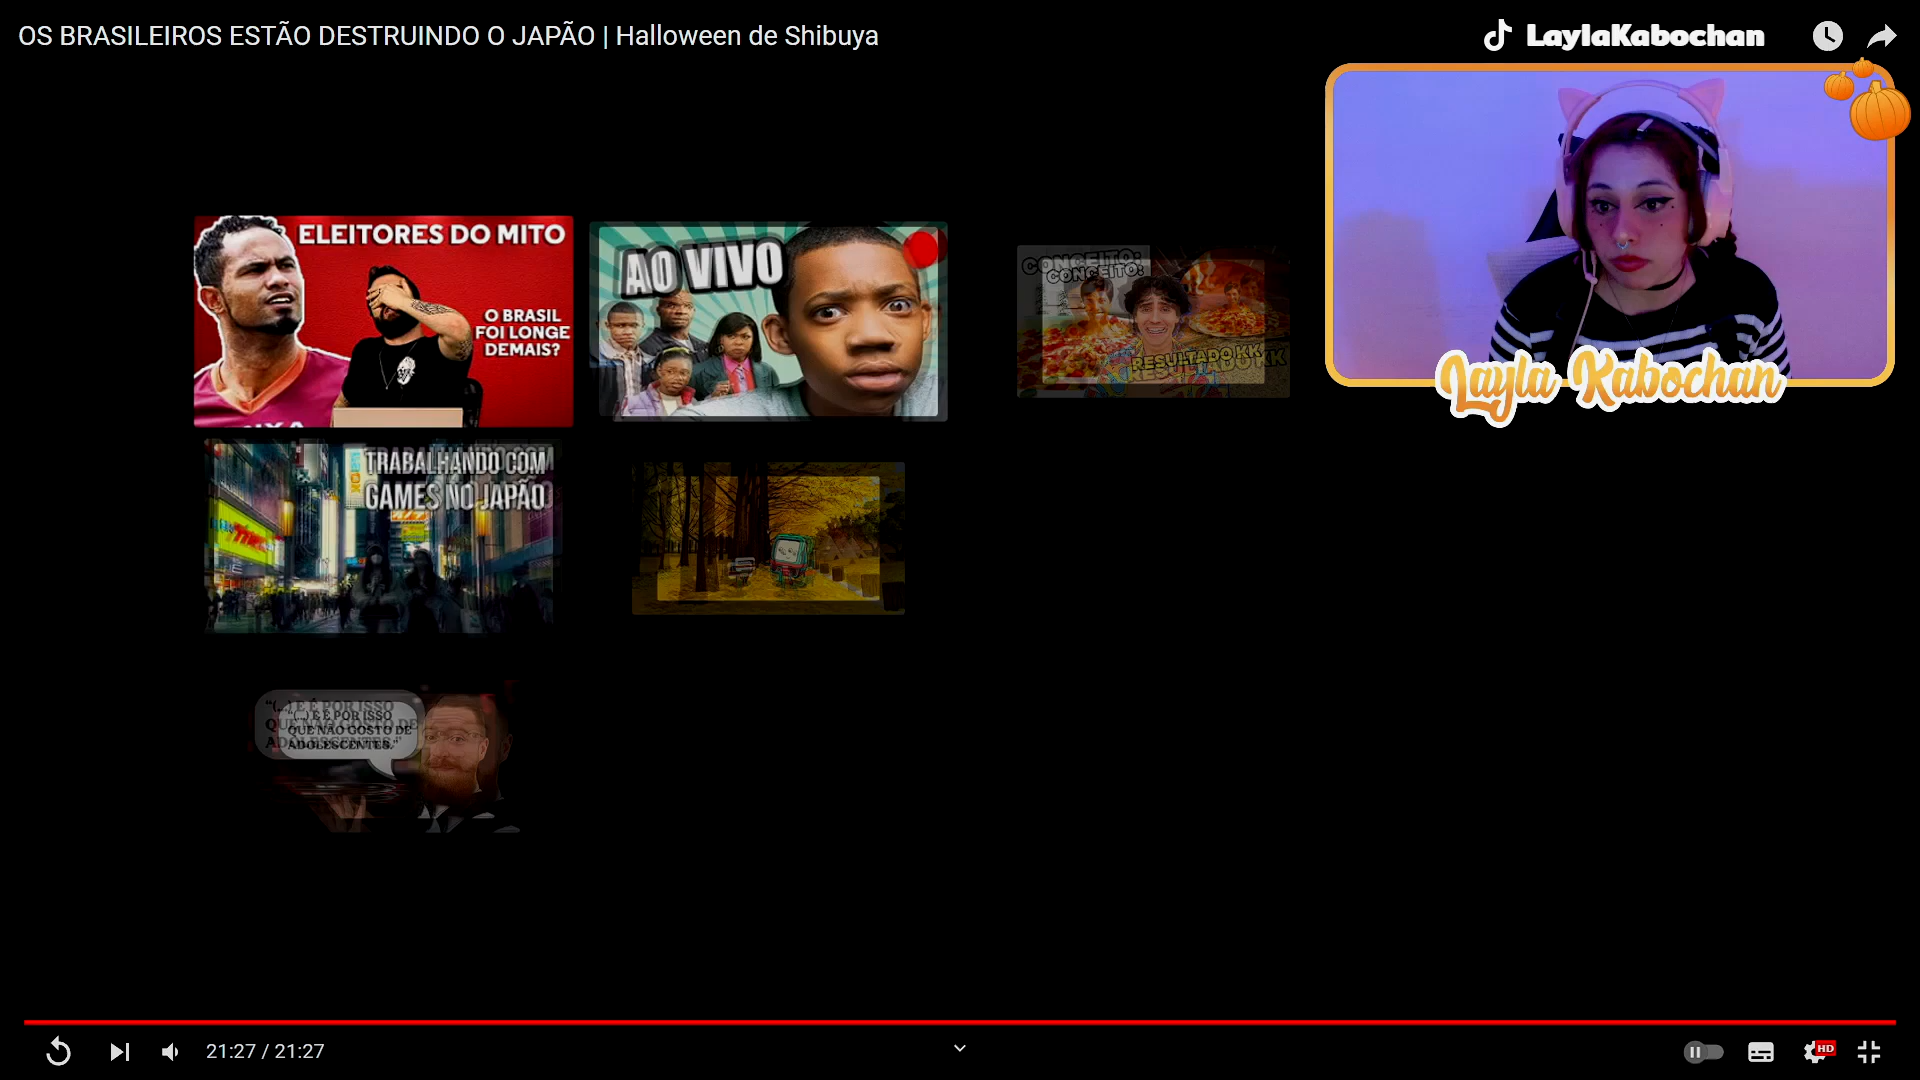 OS BRASILEIROS ESTÃO DESTRUINDO O JAPÃO | Halloween de Shibuya
LaylaKabochan
Layla Kabochan
ELEITORES DO MITO
O BRASIL
FOI LONGE
DEMAIS?
AO VIVO
CONCEITO:
RESULTADO KK
TRABALHANDO COM
GAMES NO JAPÃO
"(...) E É POR ISSO
QUE NÃO GOSTO DE
ADOLESCENTES."
21:27 / 21:27
HD